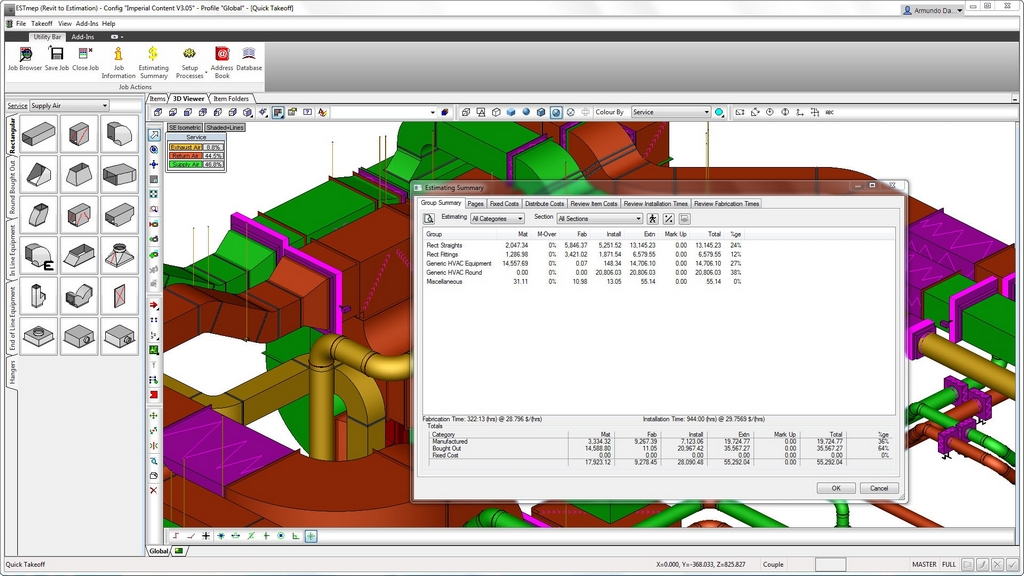 ESTmep (Revit to Estimation) - Config "Imperial Content V3.05" - Profile "Global" - [Quick Takeoff]
Armundo Da...
File Takeoff View Add-Ins Help
Utility Bar Add-Ins
Job Browser Save Job Close Job Job Information Estimating Summary Setup Processes Address Book Database
Job Actions
Service Supply Air
Items 3D Viewer Item Folders
Colour By Service
ABC
SE Isometric Shaded+Lines
Service
Exhaust Air 8.8%
Return Air 44.5%
Supply Air 46.8%
Rectangular
Round Bought Out
In Line Equipment
End of Line Equipment
Hangers
E
Estimating Summary
Group Summary Pages Fixed Costs Distribute Costs Review Item Costs Review Installation Times Review Fabrication Times
Estimating All Categories Section All Sections
Group Mat M-Over Fab Install Extn Mark Up Total %ge
Rect Straights 2,047.34 0% 5,846.37 5,251.52 13,145.23 0.00 13,145.23 24%
Rect Fittings 1,286.98 0% 3,421.02 1,871.54 6,579.55 0.00 6,579.55 12%
Generic HVAC Equipment 14,557.69 0% 0.07 148.34 14,706.10 0.00 14,706.10 27%
Generic HVAC Round 0.00 0% 0.00 20,806.03 20,806.03 0.00 20,806.03 38%
Miscellaneous 31.11 0% 10.98 13.05 55.14 0.00 55.14 0%
Fabrication Time: 322:13 (hrs) @ 28.796 $/(hrs) Installation Time: 944:00 (hrs) @ 29.7569 $/(hrs)
Totals
Category Mat Fab Install Extn Mark Up Total %ge
Manufactured 3,334.32 9,267.39 7,123.06 19,724.77 0.00 19,724.77 36%
Bought Out 14,588.80 11.05 20,967.42 35,567.27 0.00 35,567.27 64%
Fixed Cost 0.00 0.00 0.00 0.00 0.00 0.00 0%
17,923.12 9,278.45 28,090.48 55,292.04 0.00 55,292.04
OK Cancel
Global
Quick Takeoff X=0.000, Y=-368.033, Z=825.827 Couple MASTER FULL